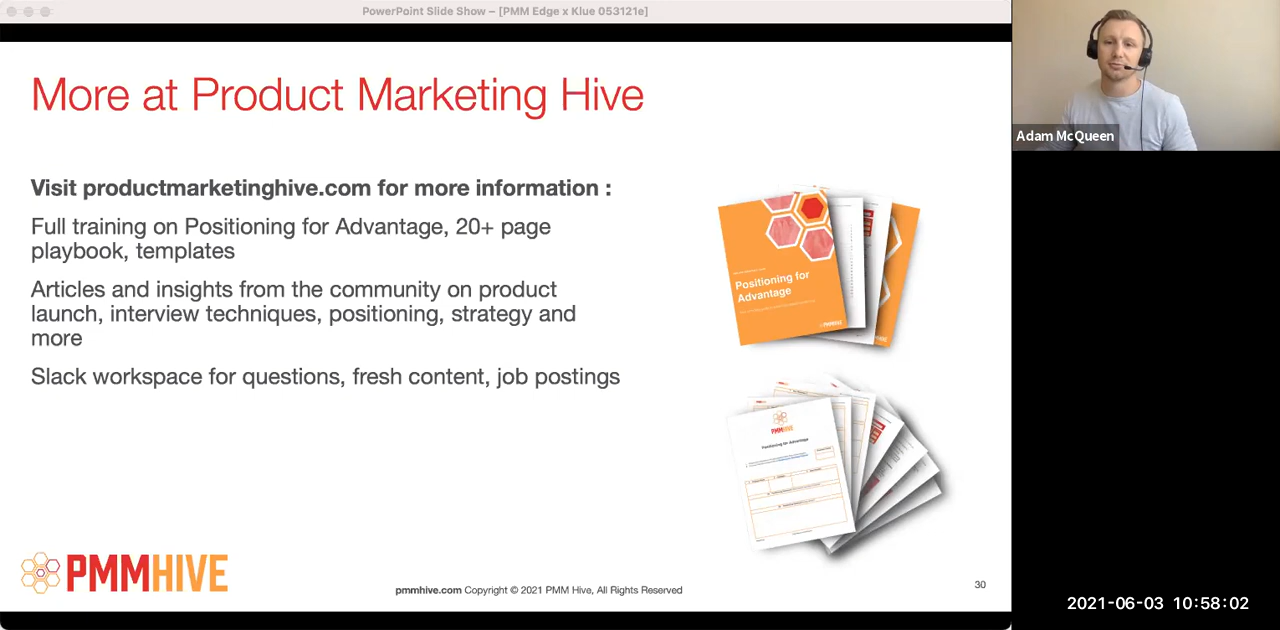 PowerPoint Slide Show – [PMM Edge x Klue 053121e]
More at Product Marketing Hive
Visit productmarketinghive.com for more information :
Full training on Positioning for Advantage, 20+ page
playbook, templates
Articles and insights from the community on product
launch, interview techniques, positioning, strategy and
more
Slack workspace for questions, fresh content, job postings
Positioning for
Advantage
PMMHIVE
PMMHIVE
Positioning for Advantage
PMMHIVE
pmmhive.com Copyright © 2021 PMM Hive, All Rights Reserved
30
Adam McQueen
2021-06-03 10:58:02